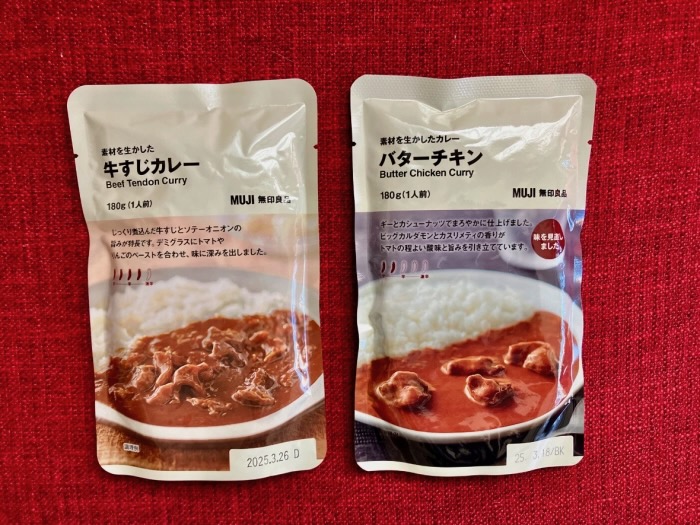 素材を生かした
牛すじカレー
Beef Tendon Curry
180g(1人前)
MUJI 無印良品
じっくり煮込んだ牛すじとソテーオニオンの
旨みが特長です。デミグラスにトマトや
りんごのペーストを合わせ、味に深みを出しました。
2025.3.26 D
素材を生かしたカレー
バターチキン
Butter Chicken Curry
180g(1人前)
MUJI 無印良品
ギーとカシューナッツでまろやかに仕上げました。
ビッグカルダモンとカスリメティの香りが
トマトの程よい酸味と旨みを引き立てています。
味を見直し
ました。